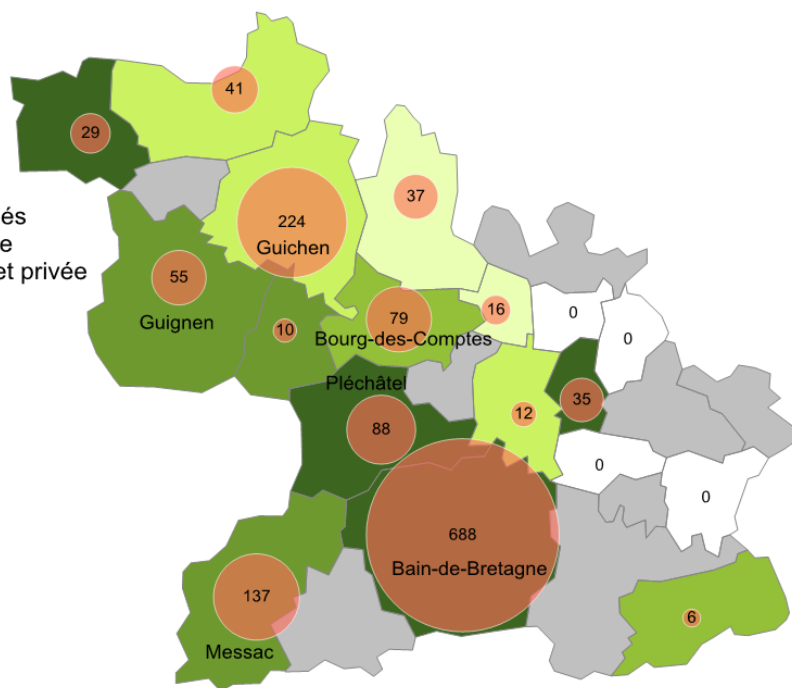 41
29
37
és
e
et privée
224
Guichen
55
Guignen
10
79
Bourg-des-Comptes
16
0
0
Pléchâtel
88
12
35
0
0
688
Bain-de-Bretagne
137
Messac
6